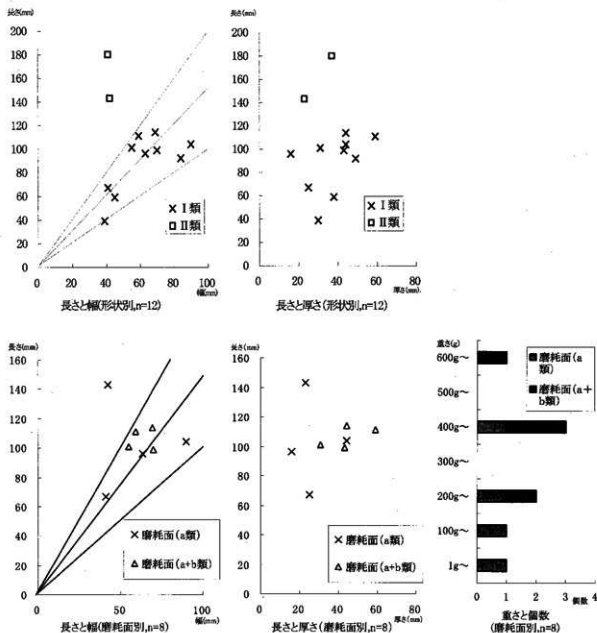 長さ(mm)
200
180
160
140
120
100
80
60
40
20
0
0 20 40 60 80 100
幅(mm)
× I類
□ II類
長さと幅(形状別,n=12)
長さ(mm)
200
180
160
140
120
100
80
60
40
20
0
0 20 40 60 80
厚さ(mm)
× I類
□ II類
長さと厚さ(形状別,n=12)
長さ(mm)
160
140
120
100
80
60
40
20
0
50 100
幅(mm)
× 磨耗面(a類)
△ 磨耗面(a+b類)
長さと幅(磨耗面別,n=8)
長さ(mm)
160
140
120
100
80
60
40
20
0
0 20 40 60 80
厚さ(mm)
× 磨耗面(a類)
△ 磨耗面(a+b類)
長さと厚さ(磨耗面別,n=8)
重さ(g)
600g~
500g~
400g~
300g~
200g~
100g~
1g~
0 1 2 3 4
個数
■磨耗面(a
類)
■磨耗面(a+
b類)
重さと個数
(磨耗面別,n=8)